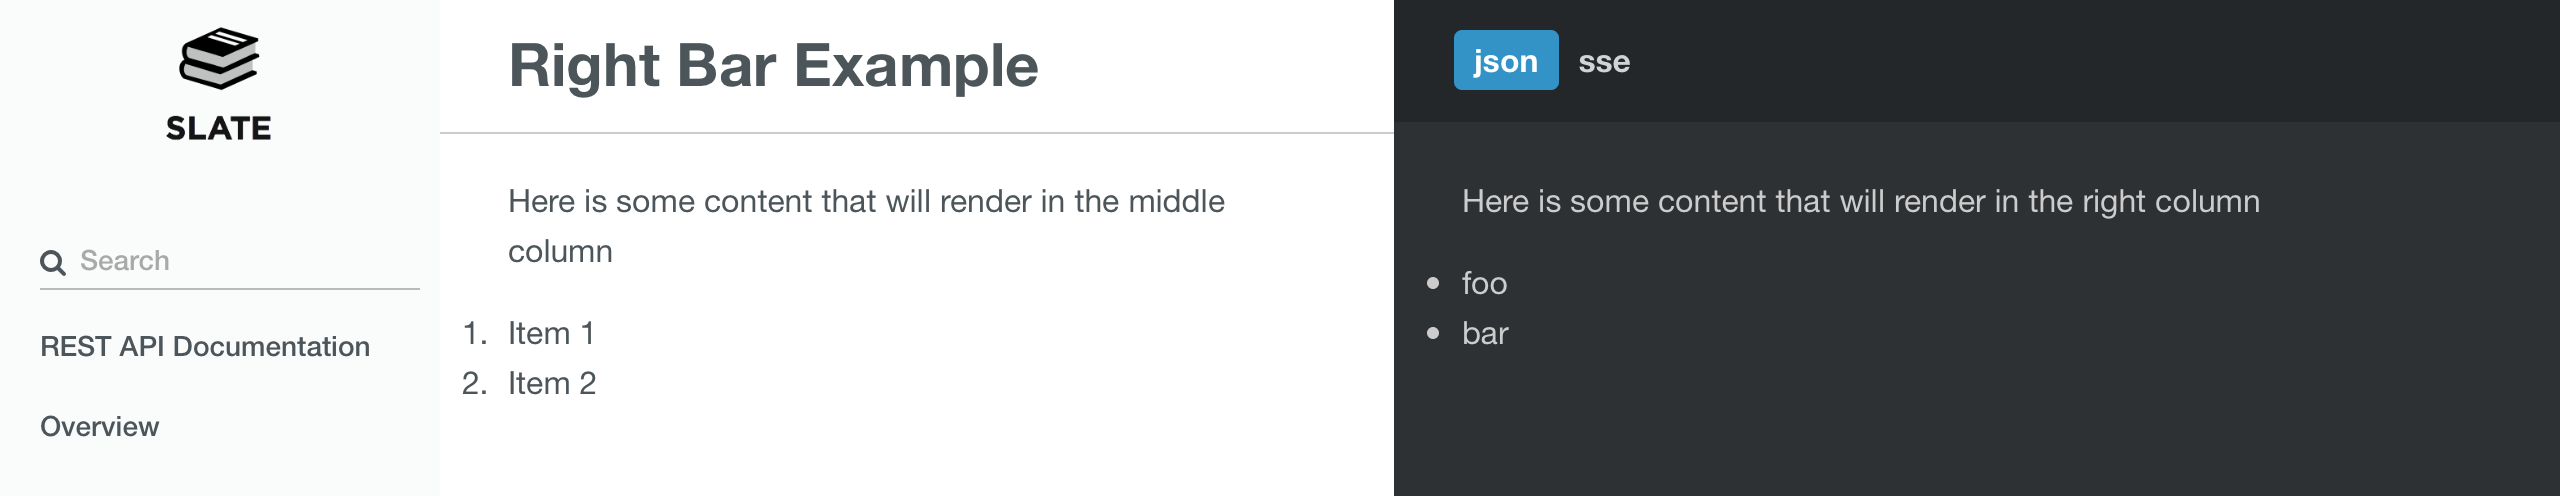 SLATE
Search
REST API Documentation
Overview
Right Bar Example
Here is some content that will render in the middle
column
1. Item 1
2. Item 2
json sse
Here is some content that will render in the right column
• foo
• bar